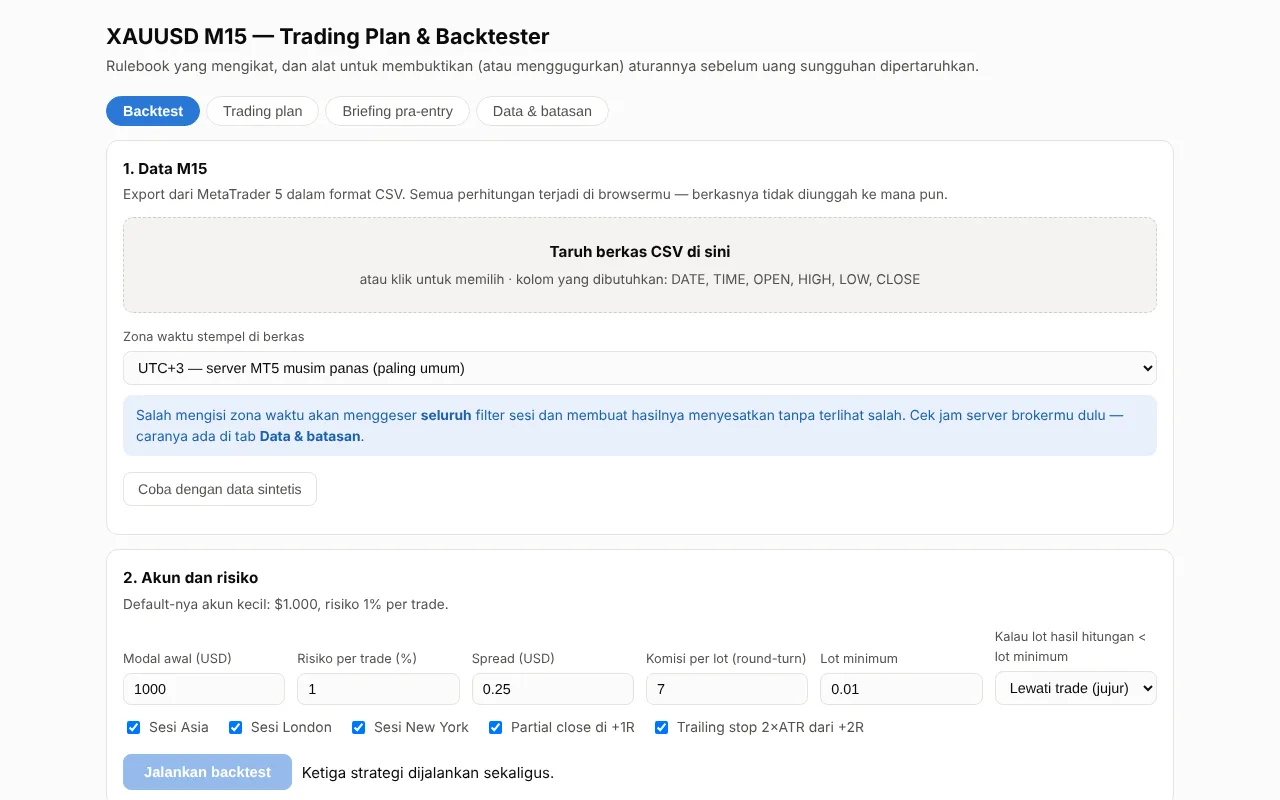 XAUUSD M15 — Trading Plan & Backtester
Rulebook yang mengikat, dan alat untuk membuktikan (atau menggugurkan) aturannya sebelum uang sungguhan dipertaruhkan.
Backtest
Trading plan
Briefing pra-entry
Data & batasan
1. Data M15
Export dari MetaTrader 5 dalam format CSV. Semua perhitungan terjadi di browsermu — berkasnya tidak diunggah ke mana pun.
Taruh berkas CSV di sini
atau klik untuk memilih · kolom yang dibutuhkan: DATE, TIME, OPEN, HIGH, LOW, CLOSE
Zona waktu stempel di berkas
UTC+3 — server MT5 musim panas (paling umum)
Salah mengisi zona waktu akan menggeser seluruh filter sesi dan membuat hasilnya menyesatkan tanpa terlihat salah. Cek jam server brokermu dulu —
caranya ada di tab Data & batasan.
Coba dengan data sintetis
2. Akun dan risiko
Default-nya akun kecil: $1.000, risiko 1% per trade.
Modal awal (USD)
1000
Risiko per trade (%)
1
Spread (USD)
0.25
Komisi per lot (round-turn)
7
Lot minimum
0.01
Kalau lot hasil hitungan <
lot minimum
Lewati trade (jujur)
Sesi Asia
Sesi London
Sesi New York
Partial close di +1R
Trailing stop 2×ATR dari +2R
Jalankan backtest
Ketiga strategi dijalankan sekaligus.